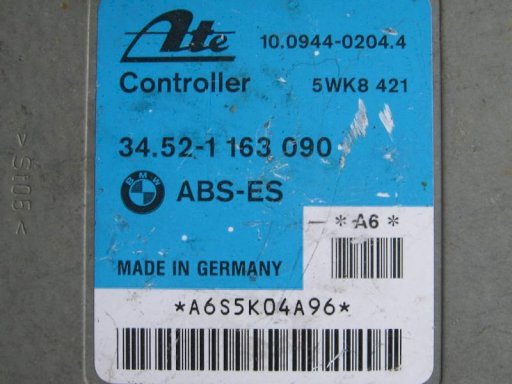 Ate 10.0944-0204.4
Controller 5WK8 421
34.52-1 163 090
BMW ABS-ES
- *A6*
MADE IN GERMANY
*A6S5K04A96*